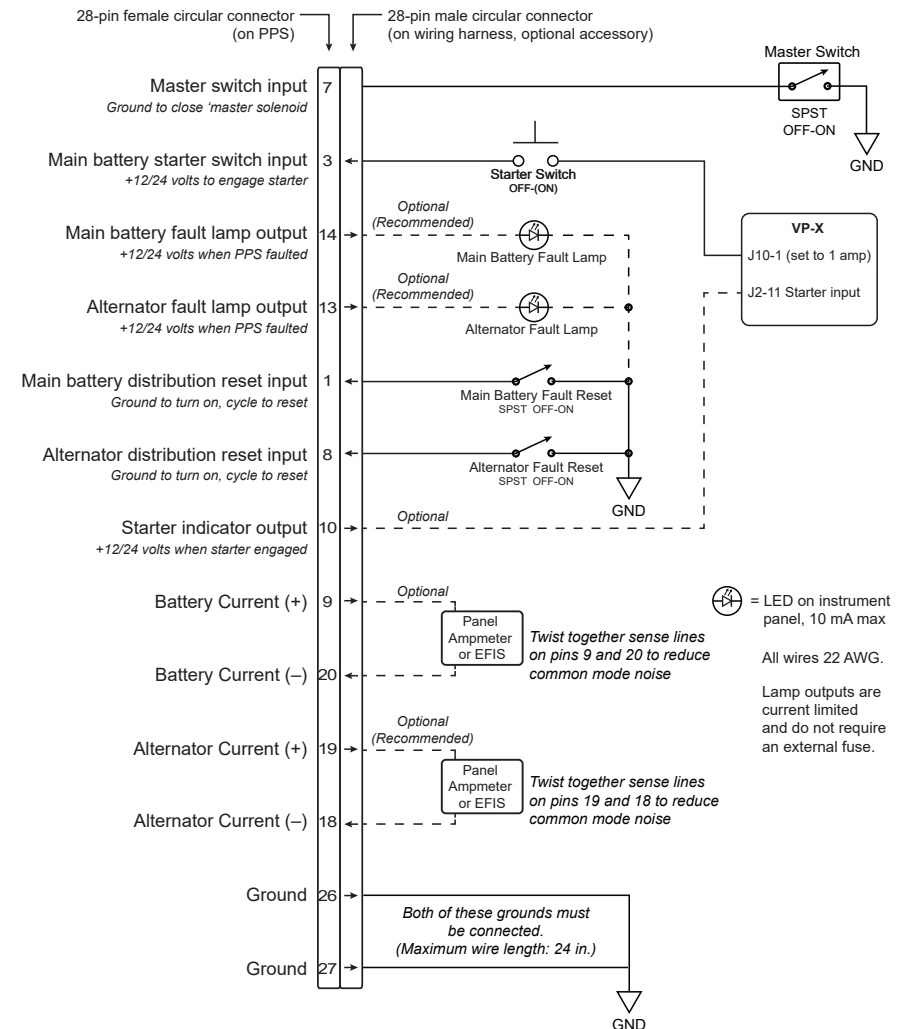 28-pin female circular connector
(on PPS)
28-pin male circular connector
(on wiring harness, optional accessory)
Master Switch
Master switch input
7
Ground to close ‘master solenoid
SPST
OFF-ON
GND
Main battery starter switch input
3
+12/24 volts to engage starter
Starter Switch
OFF-(ON)
VP-X
J10-1 (set to 1 amp)
J2-11 Starter input
Optional
(Recommended)
Main battery fault lamp output
14
+12/24 volts when PPS faulted
Main Battery Fault Lamp
Optional
(Recommended)
Alternator fault lamp output
13
+12/24 volts when PPS faulted
Alternator Fault Lamp
Main battery distribution reset input
1
Ground to turn on, cycle to reset
Main Battery Fault Reset
SPST OFF-ON
Alternator distribution reset input
8
Ground to turn on, cycle to reset
Alternator Fault Reset
SPST OFF-ON
GND
Starter indicator output
10
Optional
+12/24 volts when starter engaged
Battery Current (+)
9
Optional
Panel
Ampmeter
or EFIS
Twist together sense lines
on pins 9 and 20 to reduce
common mode noise
Battery Current (–)
20
= LED on instrument
panel, 10 mA max
All wires 22 AWG.
Lamp outputs are
current limited
and do not require
an external fuse.
Optional
(Recommended)
Alternator Current (+)
19
Panel
Ampmeter
or EFIS
Twist together sense lines
on pins 19 and 18 to reduce
common mode noise
Alternator Current (–)
18
Ground
26
Both of these grounds must
be connected.
(Maximum wire length: 24 in.)
Ground
27
GND